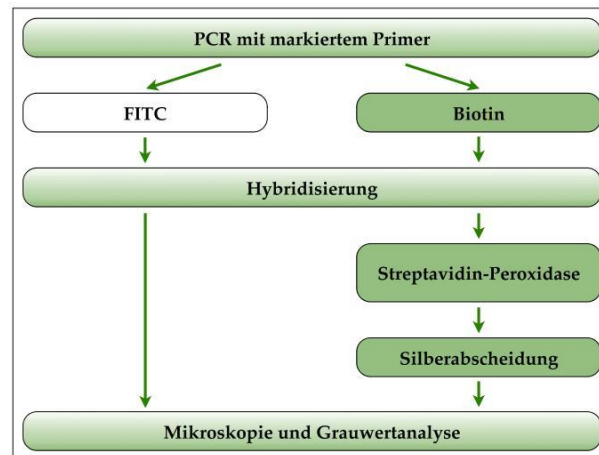 PCR mit markiertem Primer
FITC
Biotin
Hybridisierung
Streptavidin-Peroxidase
Silberabscheidung
Mikroskopie und Grauwertanalyse